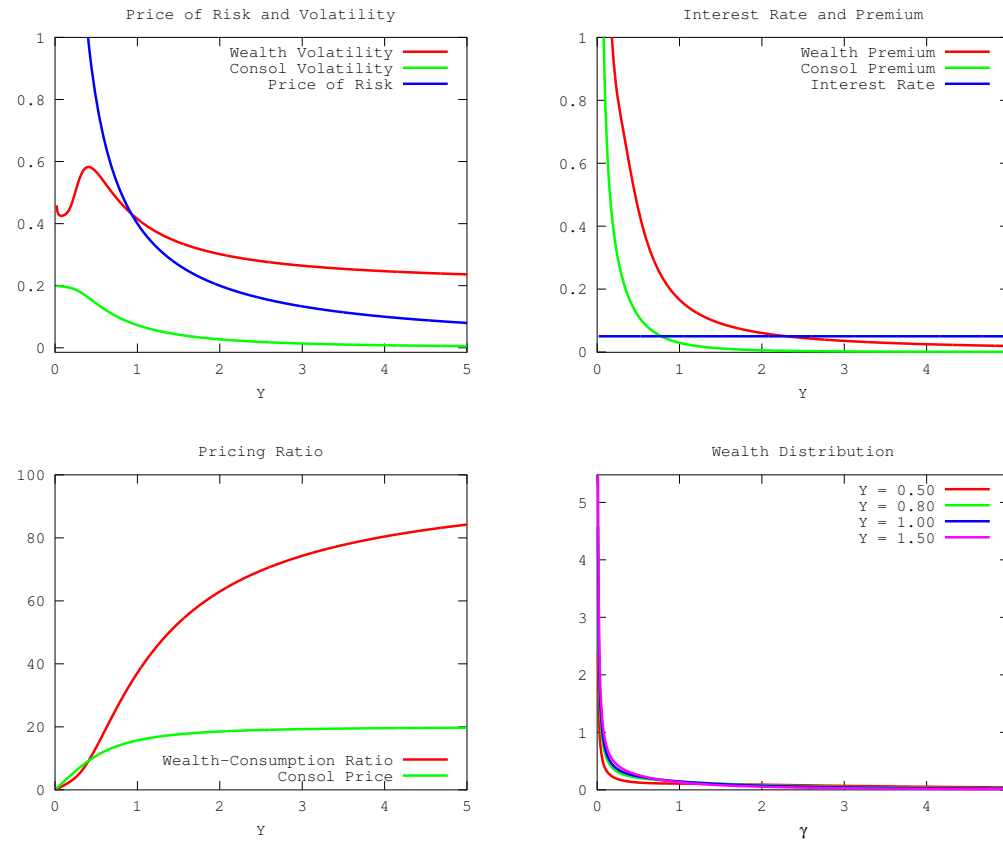 Price of Risk and Volatility
1
0.8
0.6
0.4
0.2
0
Wealth Volatility
Consol Volatility
Price of Risk
0 1 2 3 4 5
Y
Interest Rate and Premium
1
0.8
0.6
0.4
0.2
0
Wealth Premium
Consol Premium
Interest Rate
0 1 2 3 4
Y
Pricing Ratio
100
80
60
40
20
0
Wealth-Consumption Ratio
Consol Price
0 1 2 3 4 5
Y
Wealth Distribution
5
4
3
2
1
0
Y = 0.50
Y = 0.80
Y = 1.00
Y = 1.50
0 1 2 3 4
γ